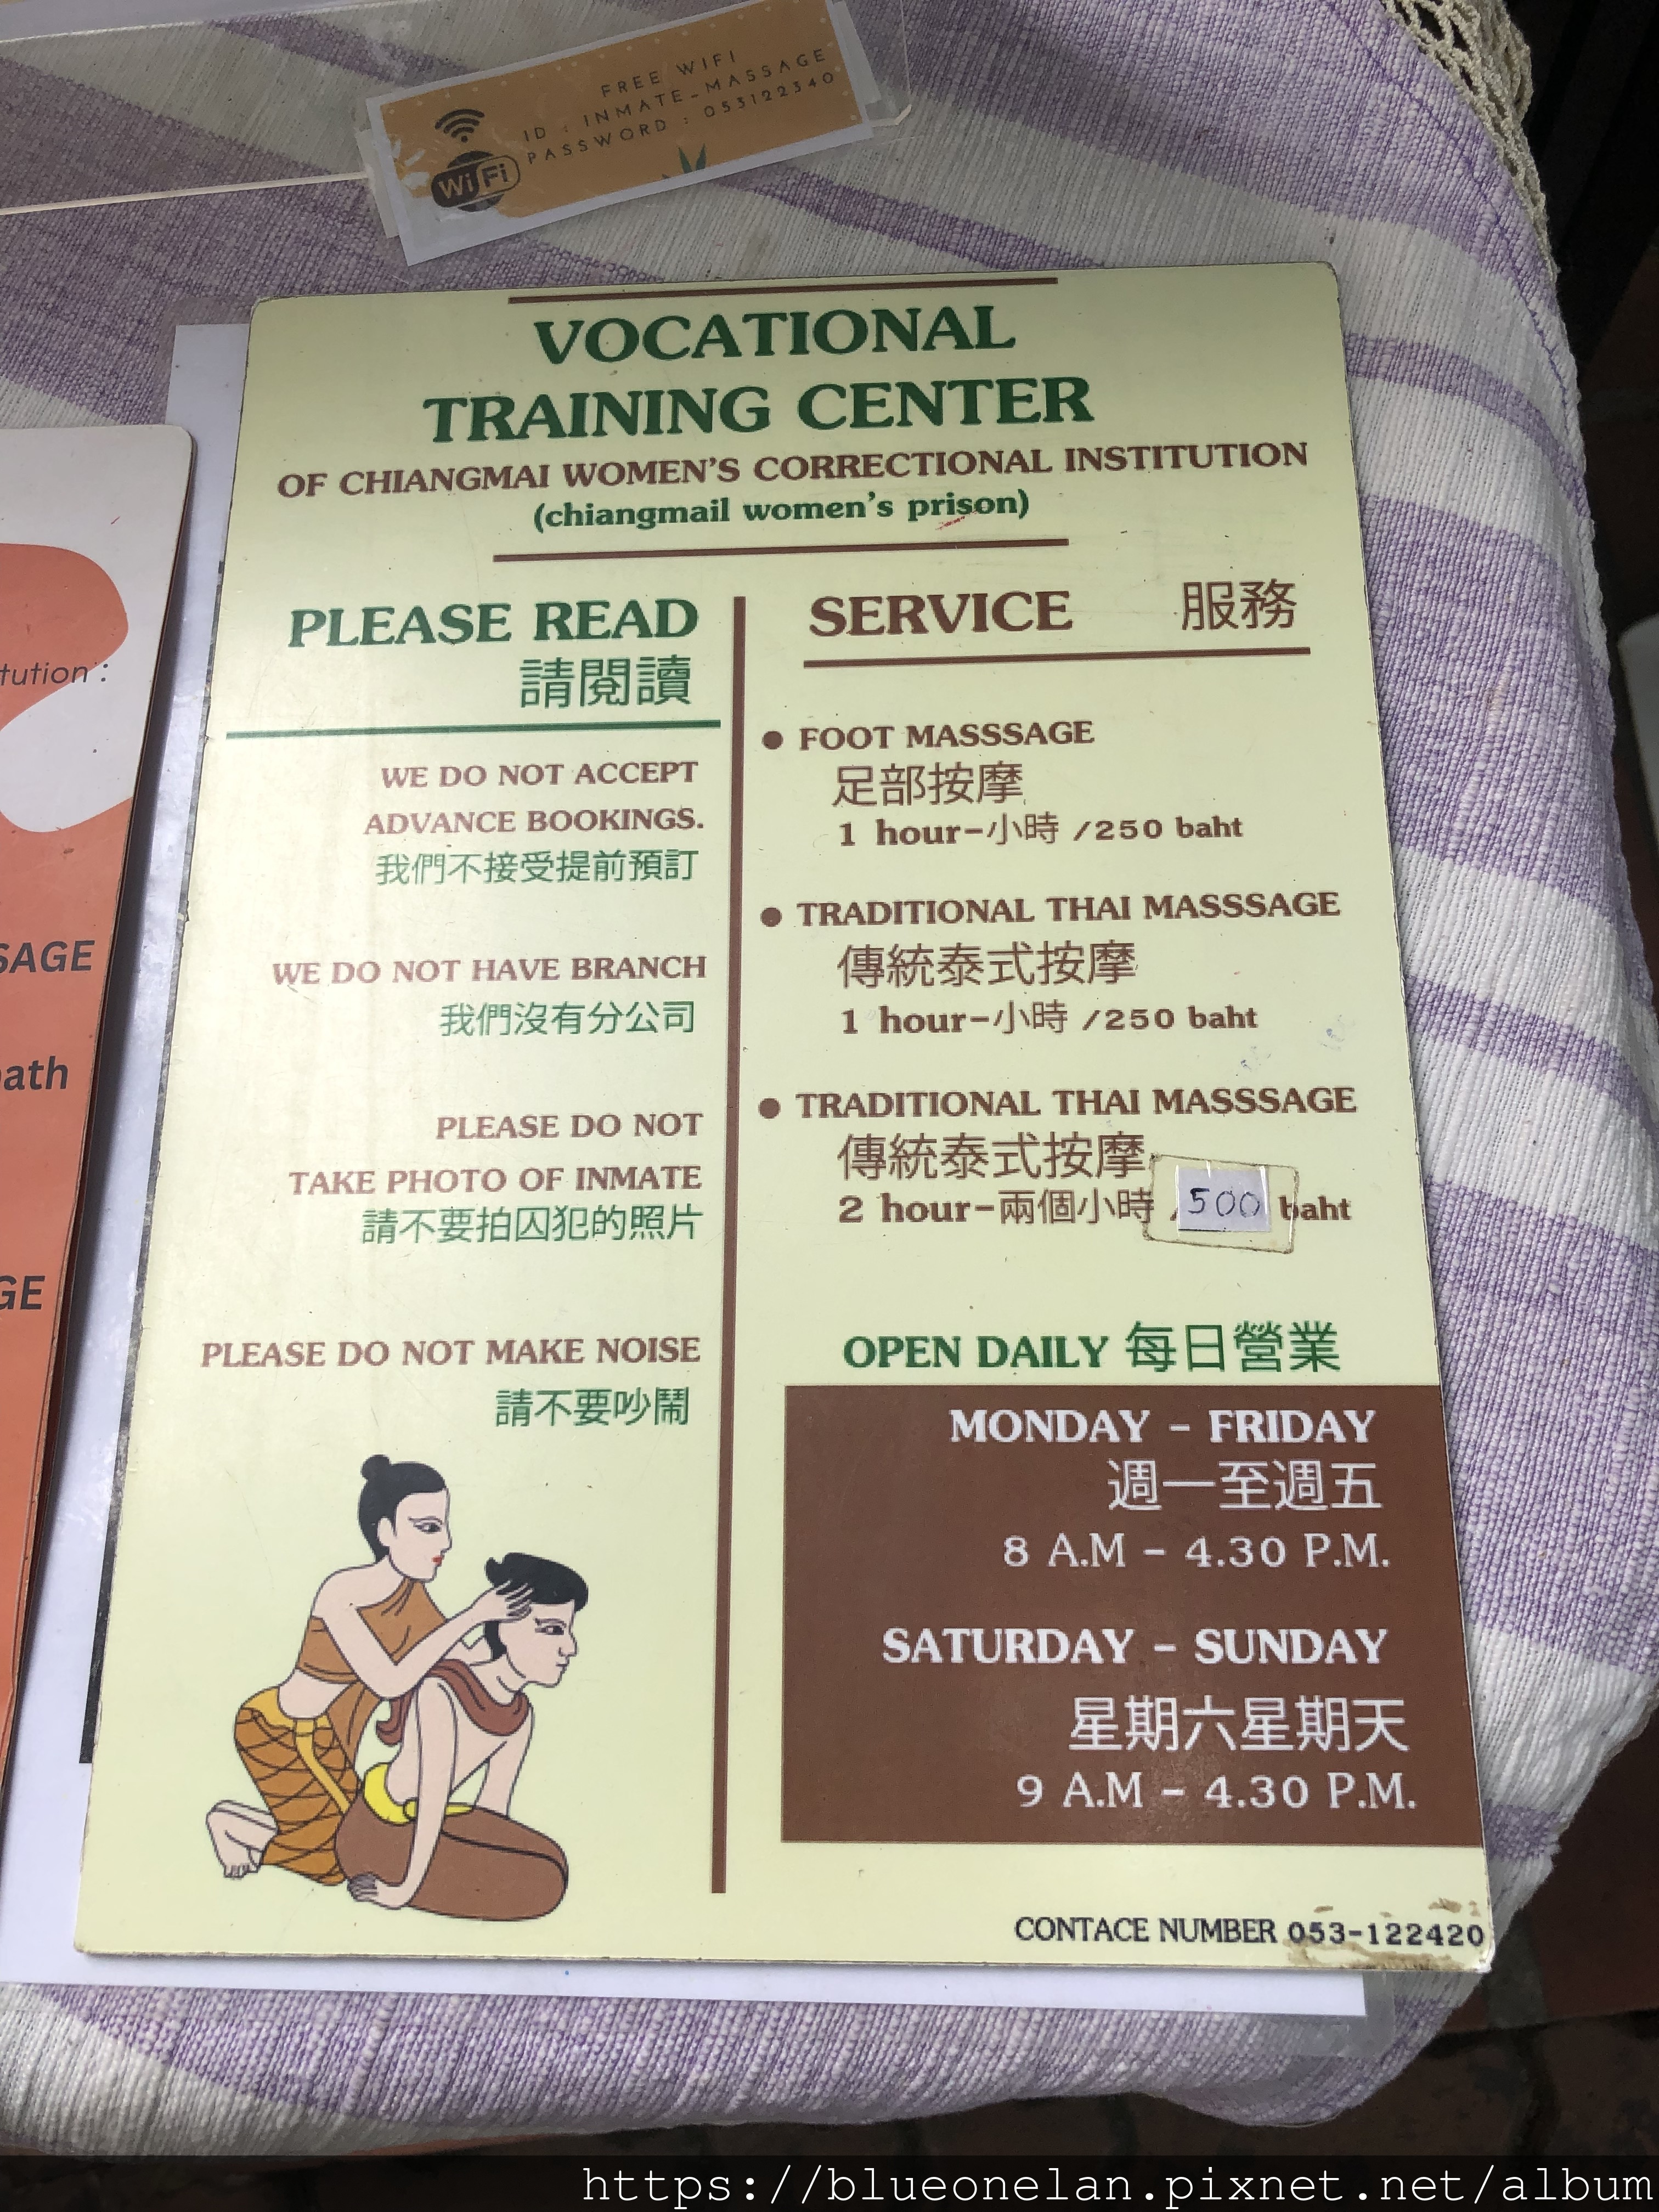 FREE WIFI
ID : INMATE-MASSAGE
PASSWORD : 053122340
WiFi
VOCATIONAL
TRAINING CENTER
OF CHIANGMAI WOMEN'S CORRECTIONAL INSTITUTION
(chiangmail women's prison)
PLEASE READ
請閱讀
WE DO NOT ACCEPT
ADVANCE BOOKINGS.
我們不接受提前預訂
WE DO NOT HAVE BRANCH
我們沒有分公司
PLEASE DO NOT
TAKE PHOTO OF INMATE
請不要拍囚犯的照片
PLEASE DO NOT MAKE NOISE
請不要吵鬧
SERVICE 服務
● FOOT MASSSAGE
足部按摩
1 hour-小時 /250 baht
● TRADITIONAL THAI MASSSAGE
傳統泰式按摩
1 hour-小時 /250 baht
● TRADITIONAL THAI MASSSAGE
傳統泰式按摩
2 hour-兩個小時 /500 baht
OPEN DAILY 每日營業
MONDAY - FRIDAY
週一至週五
8 A.M - 4.30 P.M.
SATURDAY - SUNDAY
星期六星期天
9 A.M - 4.30 P.M.
CONTACE NUMBER 053-122420
tution :
SAGE
ath
GE
https://blueonelan.pixnet.net/album